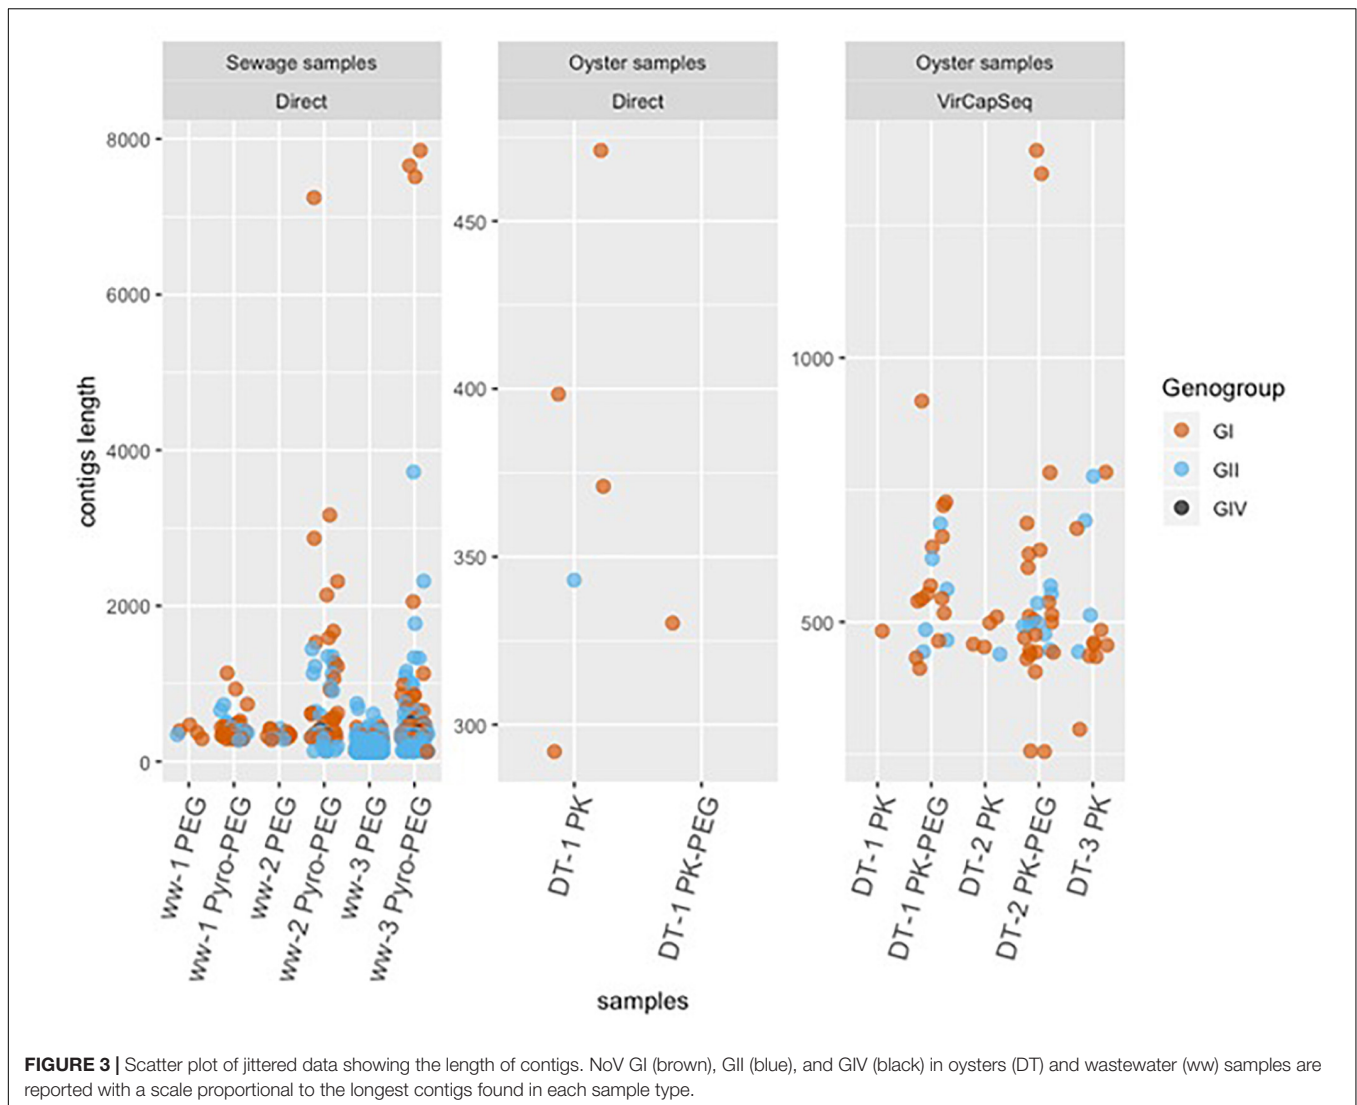 Sewage samples
Direct
Oyster samples
Direct
Oyster samples
VirCapSeq
contigs length
8000
6000
4000
2000
0
450
400
350
300
1000
500
ww-1 PEG
ww-1 Pyro-PEG
ww-2 PEG
ww-2 Pyro-PEG
ww-3 PEG
ww-3 Pyro-PEG
DT-1 PK
DT-1 PK-PEG
DT-1 PK
DT-1 PK-PEG
DT-2 PK
DT-2 PK-PEG
DT-3 PK
samples
Genogroup
GI
GII
GIV
FIGURE 3 | Scatter plot of jittered data showing the length of contigs. NoV GI (brown), GII (blue), and GIV (black) in oysters (DT) and wastewater (ww) samples are
reported with a scale proportional to the longest contigs found in each sample type.